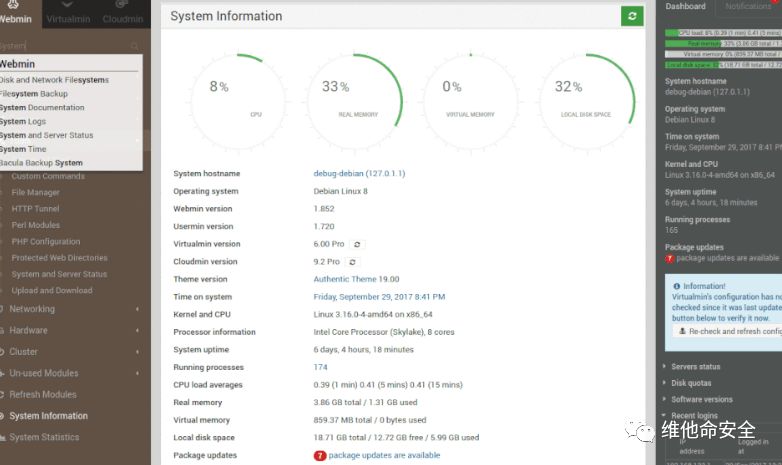 Webmin
Virtualmin
Cloudmin
System
Webmin
Disk and Network Filesystems
Filesystem Backup
System Documentation
System Logs
System and Server Status
System Time
Bacula Backup System
Custom Commands
File Manager
HTTP Tunnel
Perl Modules
PHP Configuration
Protected Web Directories
System and Server Status
Upload and Download
Networking
Hardware
Cluster
Un-used Modules
Refresh Modules
System Information
System Statistics
System Information
8%
CPU
33%
REAL MEMORY
0%
VIRTUAL MEMORY
32%
LOCAL DISK SPACE
System hostname debug-debian (127.0.1.1)
Operating system Debian Linux 8
Webmin version 1.852
Usermin version 1.720
Virtualmin version 6.00 Pro
Cloudmin version 9.2 Pro
Theme version Authentic Theme 19.00
Time on system Friday, September 29, 2017 8:41 PM
Kernel and CPU Linux 3.16.0-4-amd64 on x86_64
Processor information Intel Core Processor (Skylake), 8 cores
System uptime 6 days, 4 hours, 18 minutes
Running processes 174
CPU load averages 0.39 (1 min) 0.41 (5 mins) 0.41 (15 mins)
Real memory 3.86 GB total / 1.31 GB used
Virtual memory 859.37 MB total / 0 bytes used
Local disk space 18.71 GB total / 12.72 GB free / 5.99 GB used
Package updates 7 package updates are available
Dashboard
Notifications
CPU load: 8% (0.39 (1 min) 0.41 (5 mins)
Real memory: 33% (3.86 GB total / 1.
Virtual memory: 0% (859.37 MB total /
Local disk space: 32% (18.71 GB total / 12.72
System hostname
debug-debian (127.0.1.1)
Operating system
Debian Linux 8
Time on system
Friday, September 29, 2017 8:41 PM
Kernel and CPU
Linux 3.16.0-4-amd64 on x86_64
System uptime
6 days, 4 hours, 18 minutes
Running processes
165
Package updates
7 package updates are available
Information!
Virtualmin's configuration has no
checked since it was last update
button below to verify it now.
Re-check and refresh config
Servers status
Disk quotas
Software versions
Recent logins
IP address
Logged in at
维他命安全